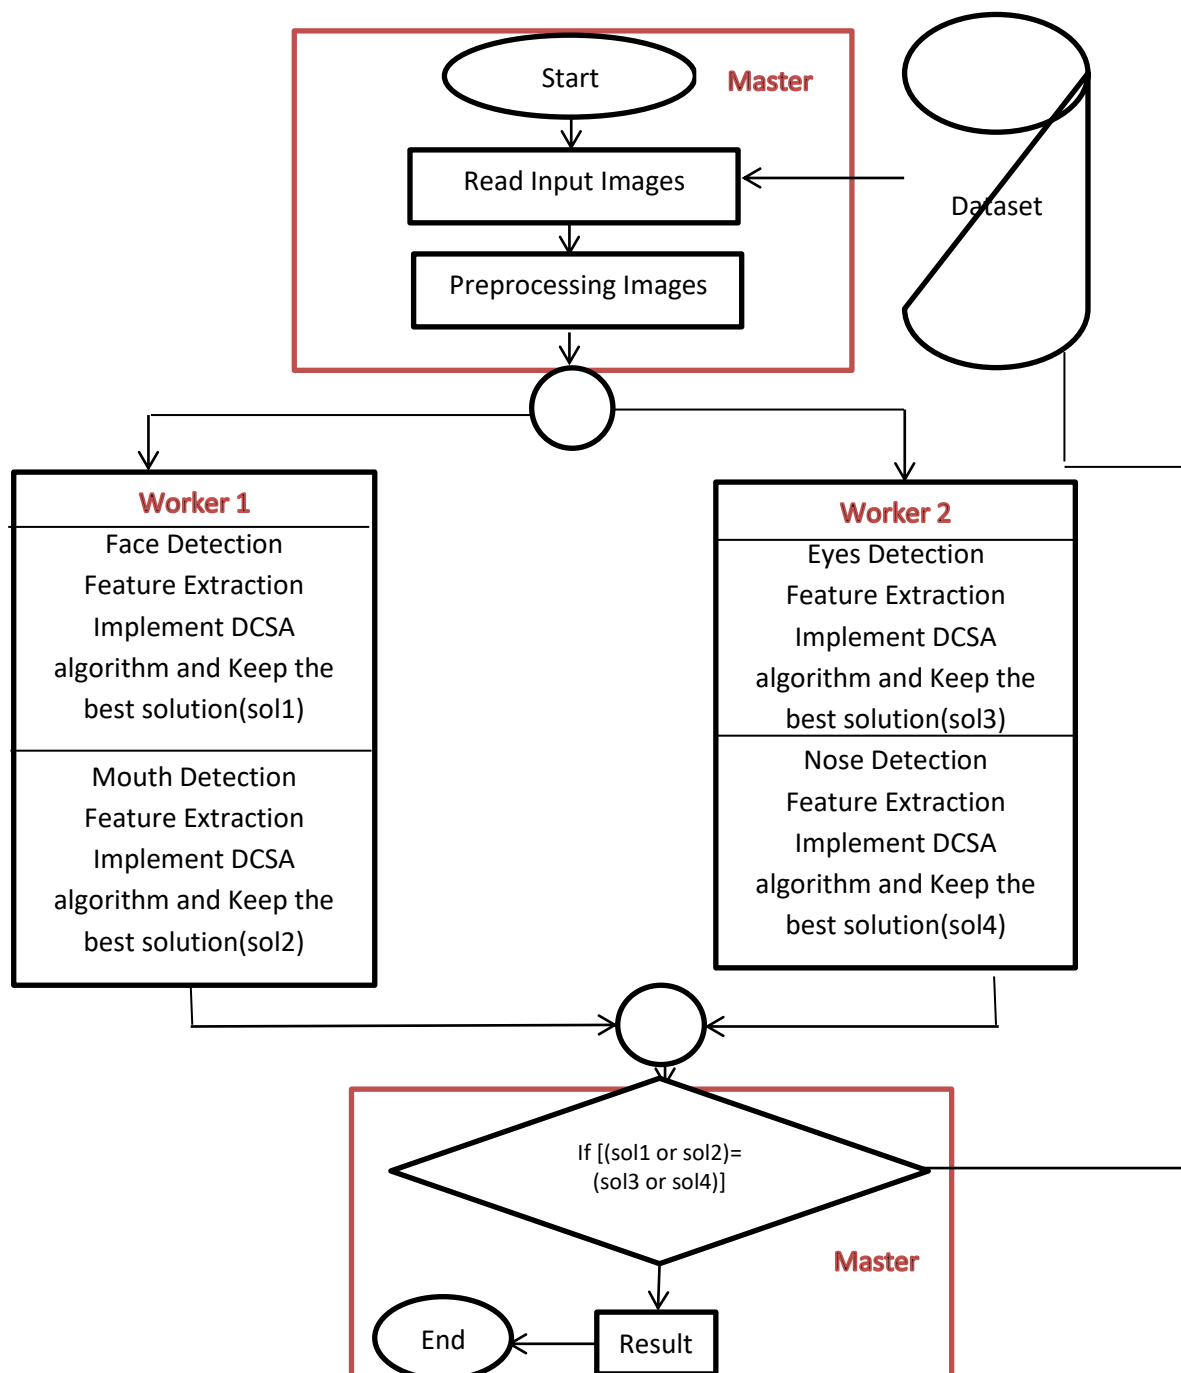 Start
Master
Read Input Images
Dataset
Preprocessing Images
Worker 1
Face Detection
Feature Extraction
Implement DCSA
algorithm and Keep the
best solution(sol1)
Mouth Detection
Feature Extraction
Implement DCSA
algorithm and Keep the
best solution(sol2)
Worker 2
Eyes Detection
Feature Extraction
Implement DCSA
algorithm and Keep the
best solution(sol3)
Nose Detection
Feature Extraction
Implement DCSA
algorithm and Keep the
best solution(sol4)
If [(sol1 or sol2)=
(sol3 or sol4)]
Master
End
Result